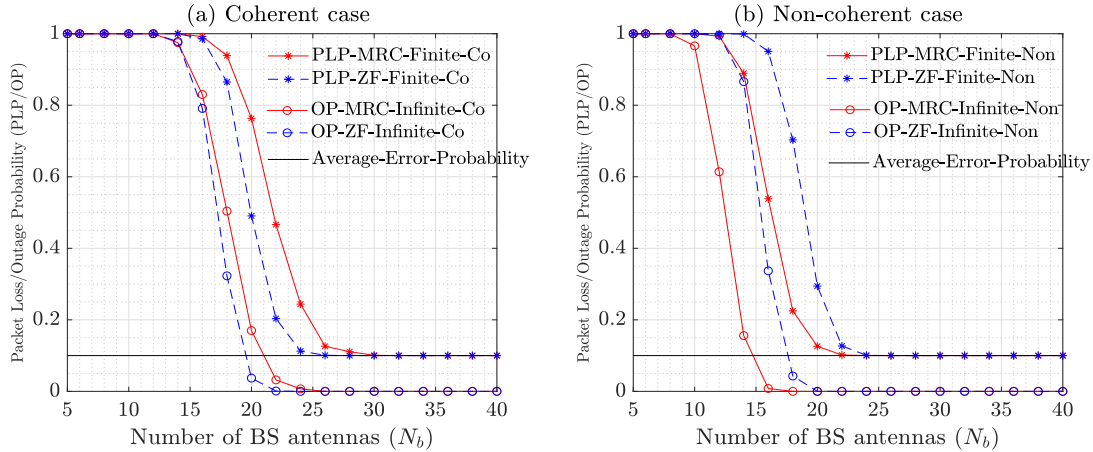 (a) Coherent case
Packet Loss/Outage Probability (PLP/OP)
1
0.8
0.6
0.4
0.2
0
PLP-MRC-Finite-Co
PLP-ZF-Finite-Co
OP-MRC-Infinite-Co
OP-ZF-Infinite-Co
Average-Error-Probability
5 10 15 20 25 30 35 40
Number of BS antennas (N_b)
(b) Non-coherent case
Packet Loss/Outage Probability (PLP/OP)
1
0.8
0.6
0.4
0.2
0
PLP-MRC-Finite-Non
PLP-ZF-Finite-Non
OP-MRC-Infinite-Non
OP-ZF-Infinite-Non
Average-Error-Probability
5 10 15 20 25 30 35 40
Number of BS antennas (N_b)